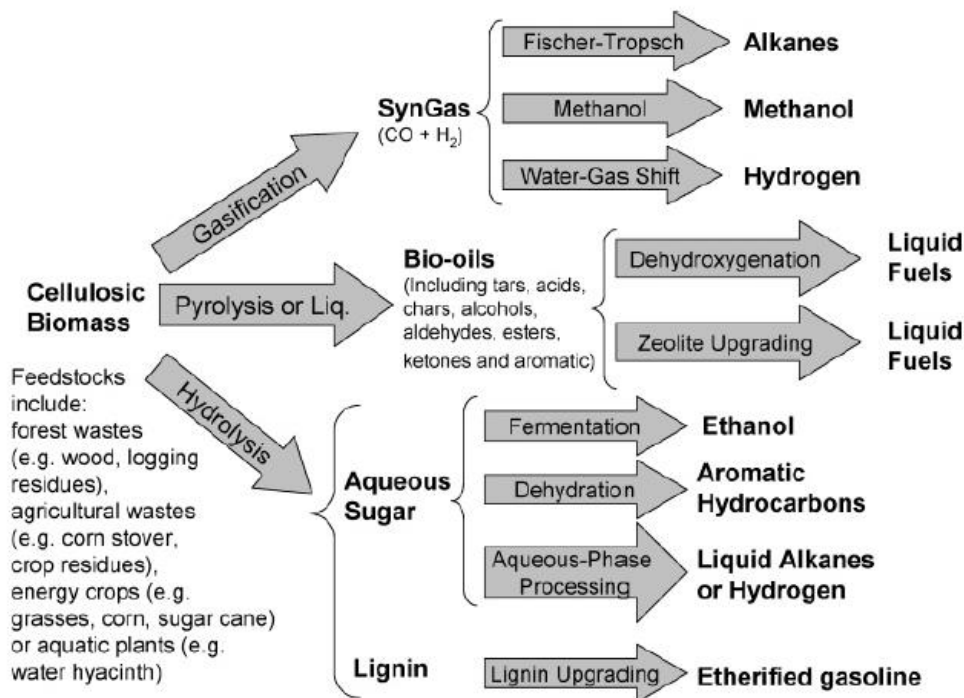 Fischer-Tropsch
Alkanes
SynGas
(CO + H2)
Methanol
Methanol
Water-Gas Shift
Hydrogen
Gasification
Cellulosic
Biomass
Pyrolysis or Liq.
Bio-oils
(Including tars, acids,
chars, alcohols,
aldehydes, esters,
ketones and aromatic)
Dehydroxygenation
Liquid
Fuels
Zeolite Upgrading
Liquid
Fuels
Feedstocks
include:
forest wastes
(e.g. wood, logging
residues),
agricultural wastes
(e.g. corn stover,
crop residues),
energy crops (e.g.
grasses, corn, sugar cane)
or aquatic plants (e.g.
water hyacinth)
Hydrolysis
Aqueous
Sugar
Fermentation
Ethanol
Dehydration
Aromatic
Hydrocarbons
Aqueous-Phase
Processing
Liquid Alkanes
or Hydrogen
Lignin
Lignin Upgrading
Etherified gasoline